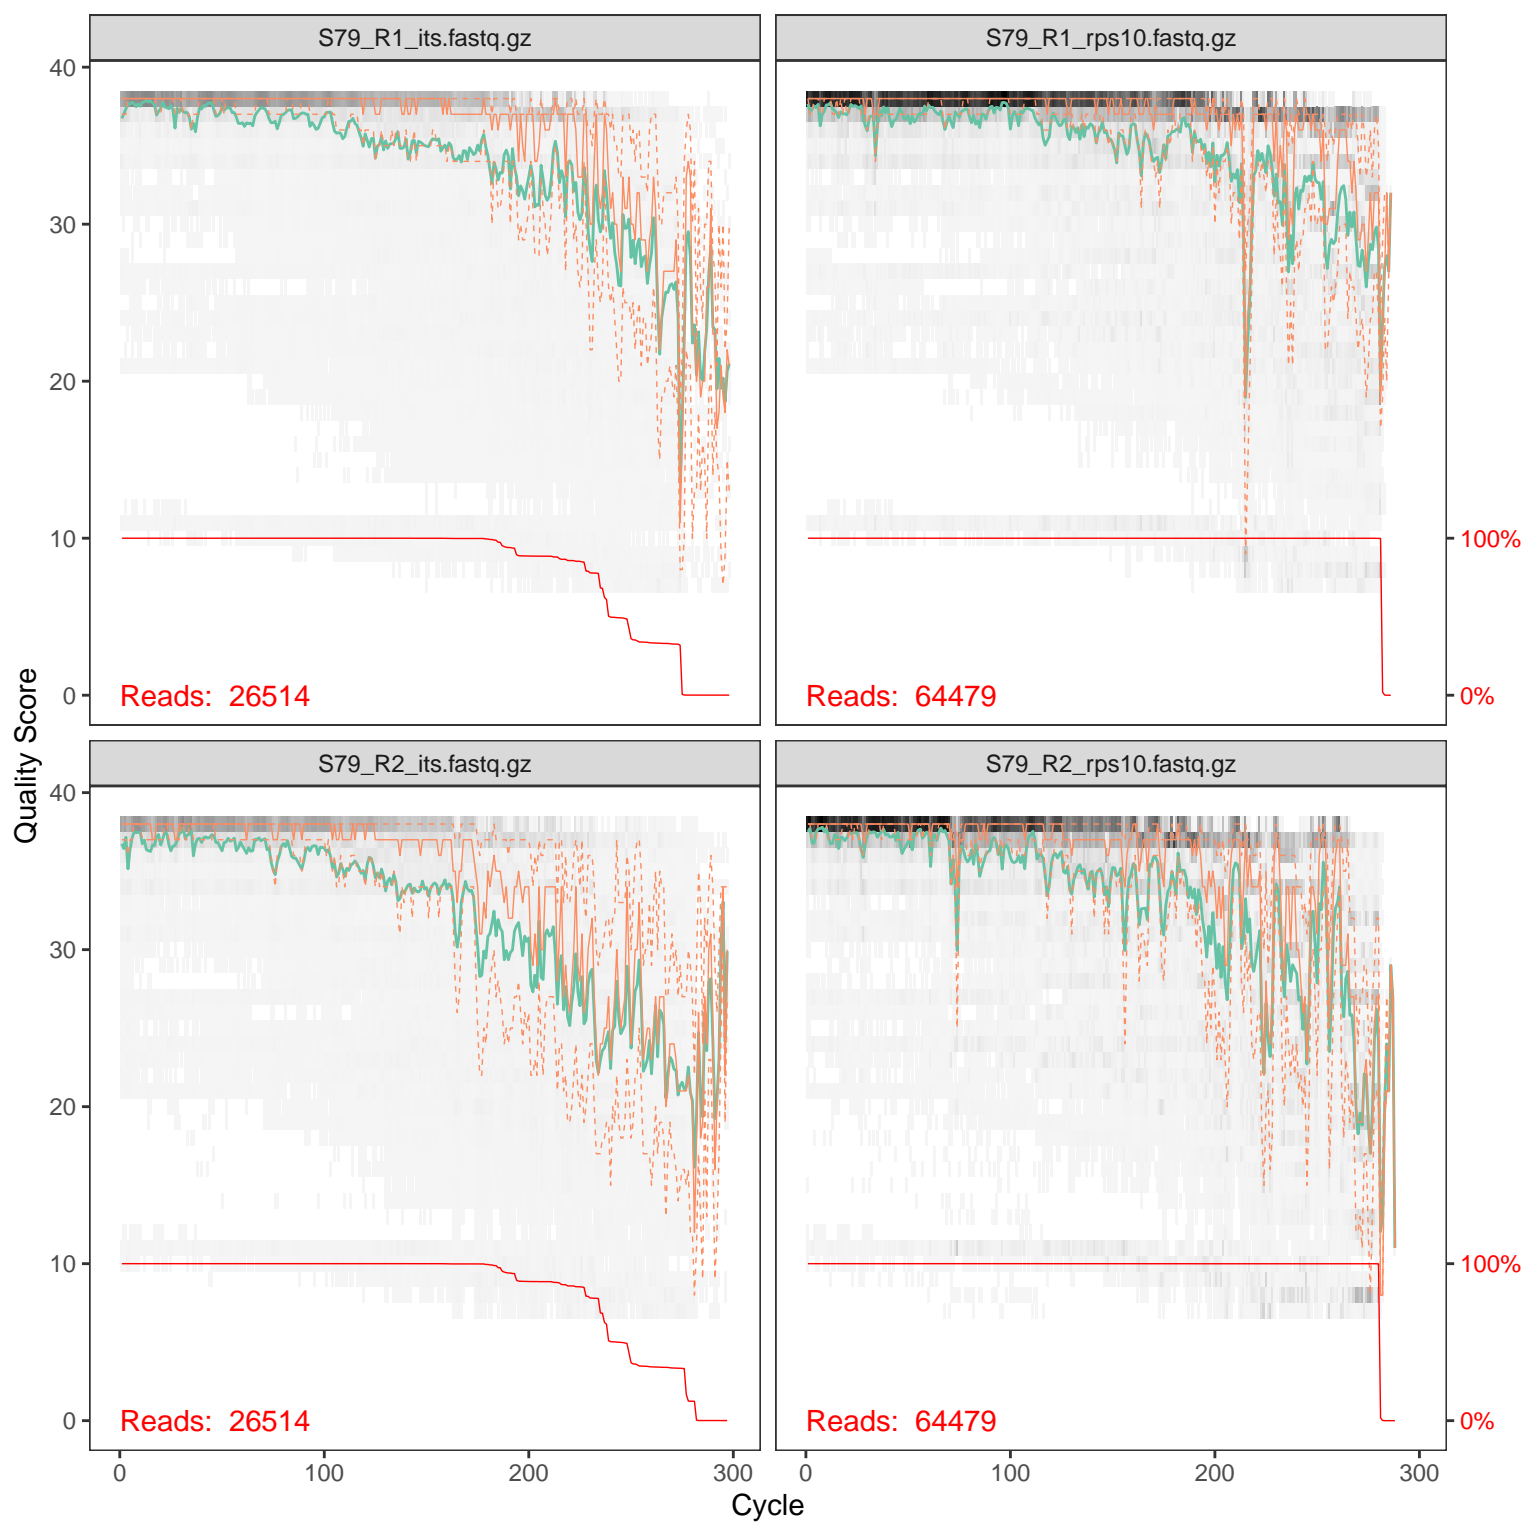 S79_R1_its.fastq.gz
S79_R1_rps10.fastq.gz
40
30
20
10
0
Reads: 26514
Reads: 64479
100%
0%
Quality Score
S79_R2_its.fastq.gz
S79_R2_rps10.fastq.gz
40
30
20
10
0
Reads: 26514
Reads: 64479
100%
0%
0 100 200 300
0 100 200 300
Cycle